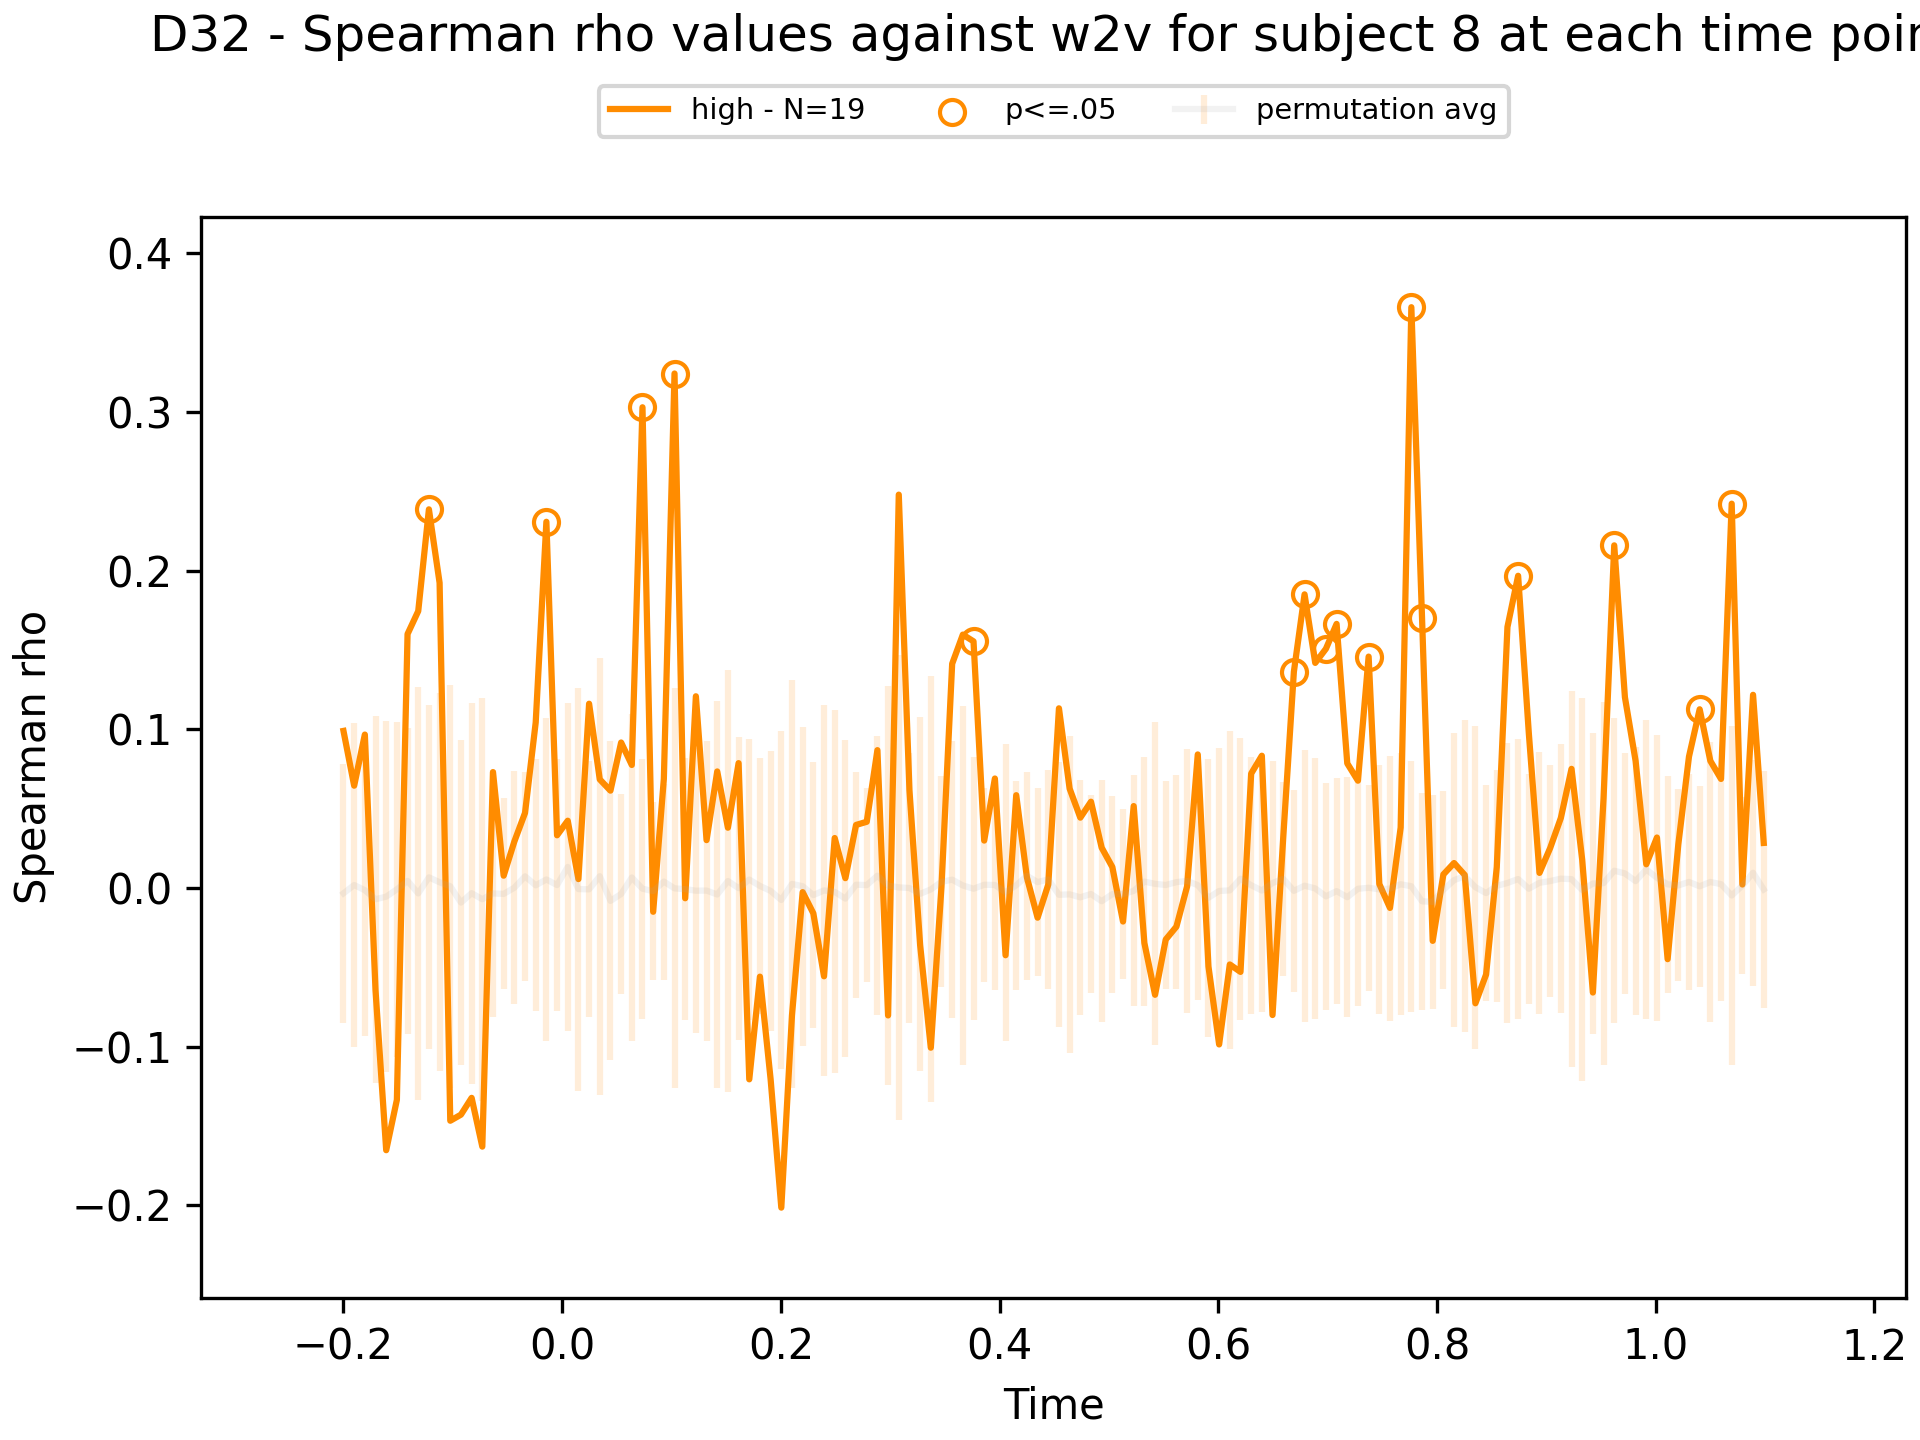 D32 - Spearman rho values against w2v for subject 8 at each time
high - N=19 p<=.05 permutation avg
0.4
0.3
0.2
0.1
0.0
−0.1
−0.2
Spearman rho
−0.2 0.0 0.2 0.4 0.6 0.8 1.0 1.2
Time